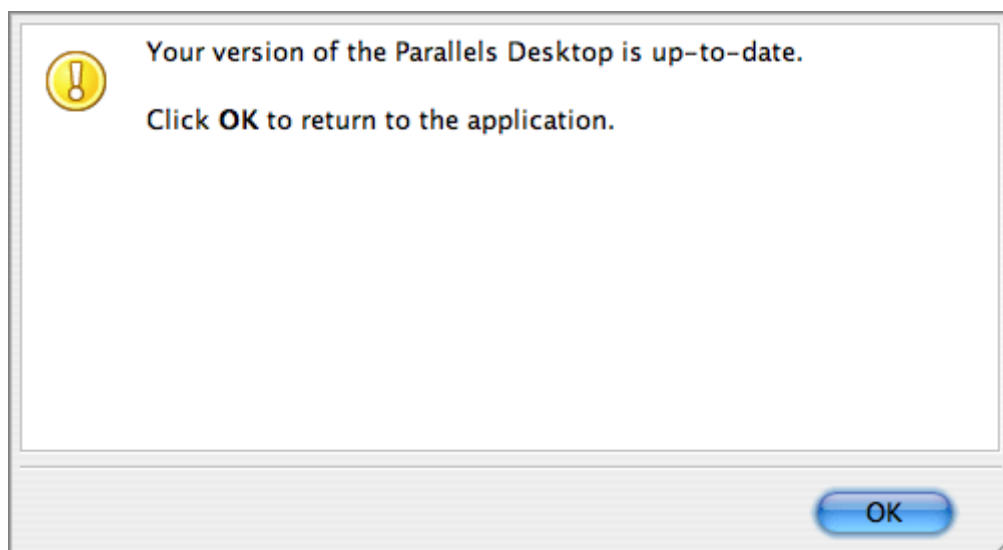 Your version of the Parallels Desktop is up-to-date.
Click OK to return to the application.
OK